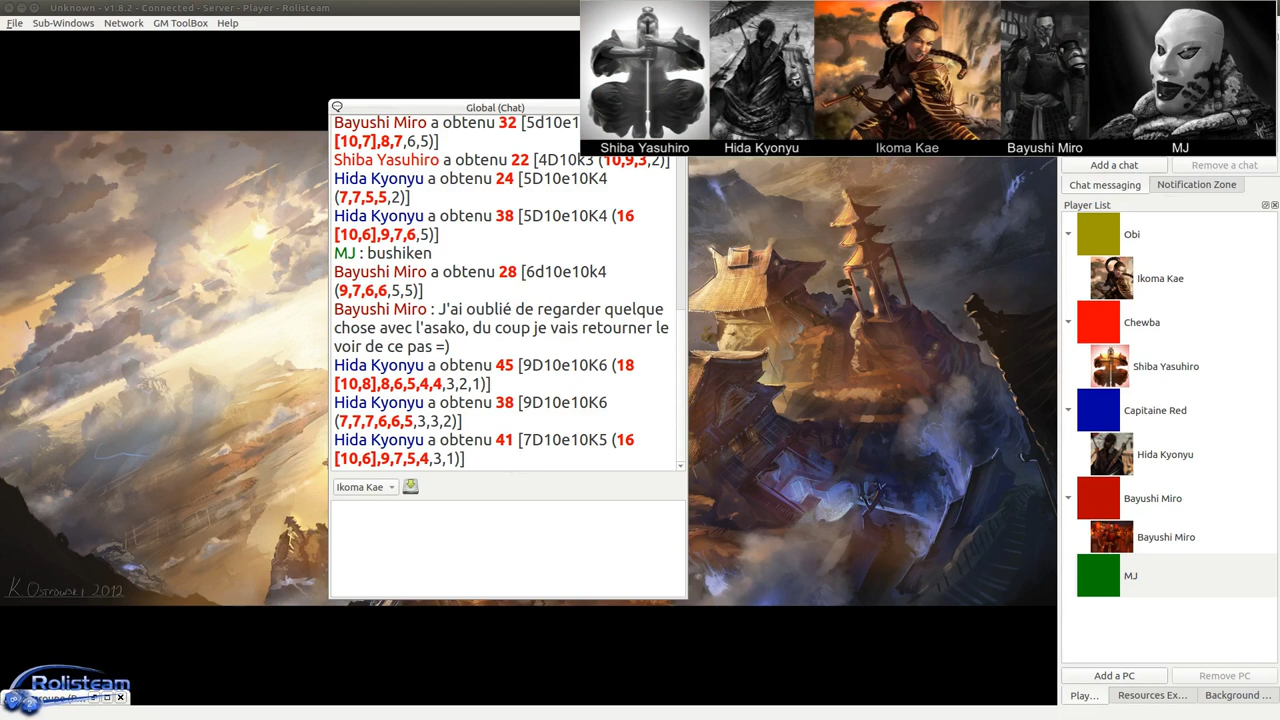 Unknown - v1.8.2 - Connected - Server - Player - Rolisteam
File Sub-Windows Network GM ToolBox Help
Shiba Yasuhiro Hida Kyonyu Ikoma Kae Bayushi Miro MJ
Global (Chat)
Bayushi Miro a obtenu 32 [5d10e1
[10,7],8,7,6,5)]
Shiba Yasuhiro a obtenu 22 [4D10k3 (10,9,3,2)]
Hida Kyonyu a obtenu 24 [5D10K4
(7,7,5,5,2)]
Hida Kyonyu a obtenu 38 [5D10e10K4 (16
[10,6],9,7,6,5)]
MJ : bushiken
Bayushi Miro a obtenu 28 [6d10e10k4
(9,7,6,6,5,5)]
Bayushi Miro : J'ai oublié de regarder quelque
chose avec l'asako, du coup je vais retourner le
voir de ce pas =)
Hida Kyonyu a obtenu 45 [9D10e10K6 (18
[10,8],8,6,5,4,4,3,2,1)]
Hida Kyonyu a obtenu 38 [9D10e10K6
(7,7,7,6,6,5,3,3,2)]
Hida Kyonyu a obtenu 41 [7D10e10K5 (16
[10,6],9,7,5,4,3,1)]
Ikoma Kae
Add a chat Remove a chat
Chat messaging Notification Zone
Player List
Obi
Ikoma Kae
Chewba
Shiba Yasuhiro
Capitaine Red
Hida Kyonyu
Bayushi Miro
Bayushi Miro
MJ
Add a PC Remove PC
Play... Resources Ex... Background ...
K Ostrowski 2012
Rolisteam